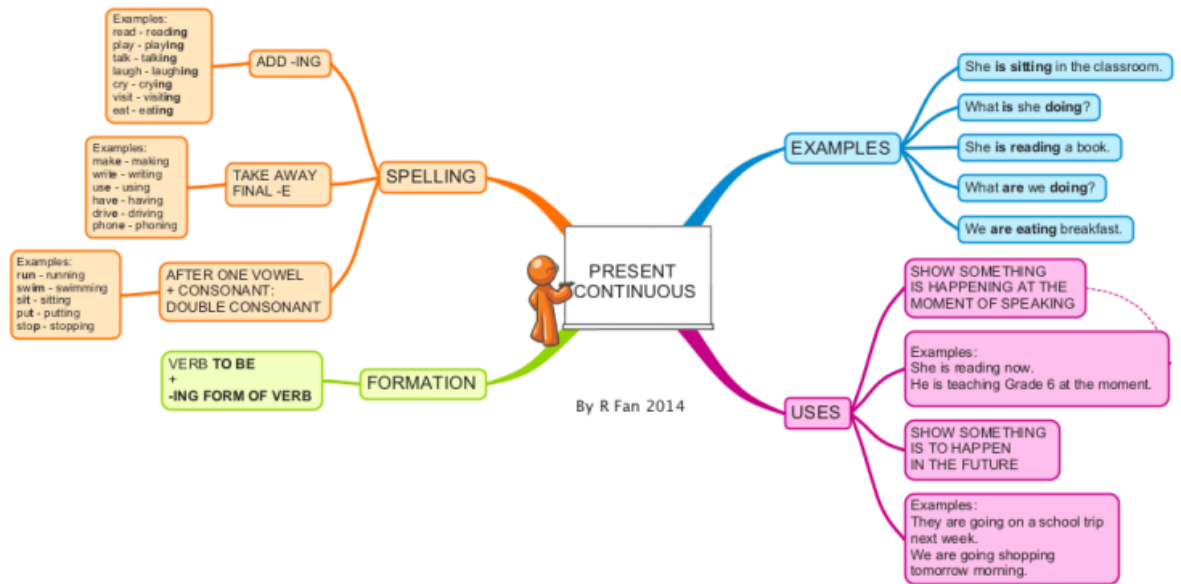 PRESENT
CONTINUOUS
By R Fan 2014
SPELLING
ADD -ING
Examples:
read - reading
play - playing
talk - talking
laugh - laughing
cry - crying
visit - visiting
eat - eating
TAKE AWAY
FINAL -E
Examples:
make - making
write - writing
use - using
have - having
drive - driving
phone - phoning
AFTER ONE VOWEL
+ CONSONANT:
DOUBLE CONSONANT
Examples:
run - running
swim - swimming
sit - sitting
put - putting
stop - stopping
FORMATION
VERB TO BE
+
-ING FORM OF VERB
EXAMPLES
She is sitting in the classroom.
What is she doing?
She is reading a book.
What are we doing?
We are eating breakfast.
USES
SHOW SOMETHING
IS HAPPENING AT THE
MOMENT OF SPEAKING
Examples:
She is reading now.
He is teaching Grade 6 at the moment.
SHOW SOMETHING
IS TO HAPPEN
IN THE FUTURE
Examples:
They are going on a school trip
next week.
We are going shopping
tomorrow morning.